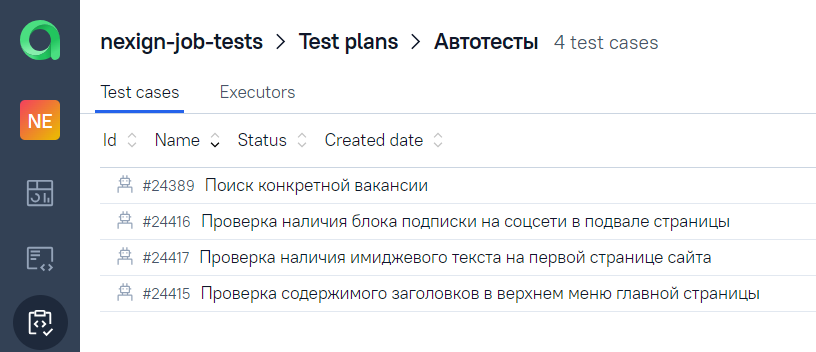 nexign-job-tests > Test plans > Автотесты 4 test cases
Test cases Executors
NE
Id Name Status Created date
#24389 Поиск конкретной вакансии
#24416 Проверка наличия блока подписки на соцсети в подвале страницы
#24417 Проверка наличия имиджевого текста на первой странице сайта
#24415 Проверка содержимого заголовков в верхнем меню главной страницы